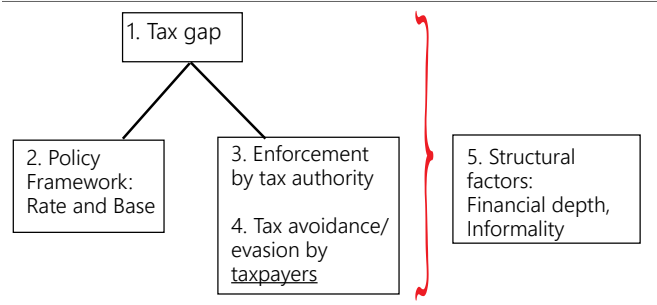 1. Tax gap
2. Policy
Framework:
Rate and Base
3. Enforcement
by tax authority
4. Tax avoidance/
evasion by
taxpayers
5. Structural
factors:
Financial depth,
Informality